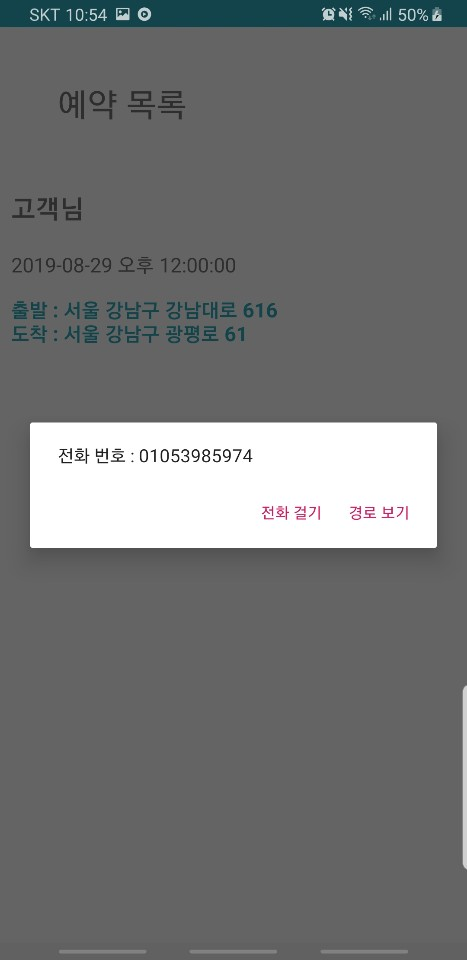 SKT 10:54 50%
예약 목록
고객님
2019-08-29 오후 12:00:00
출발 : 서울 강남구 강남대로 616
도착 : 서울 강남구 광평로 61
전화 번호 : 01053985974
전화 걸기 경로 보기